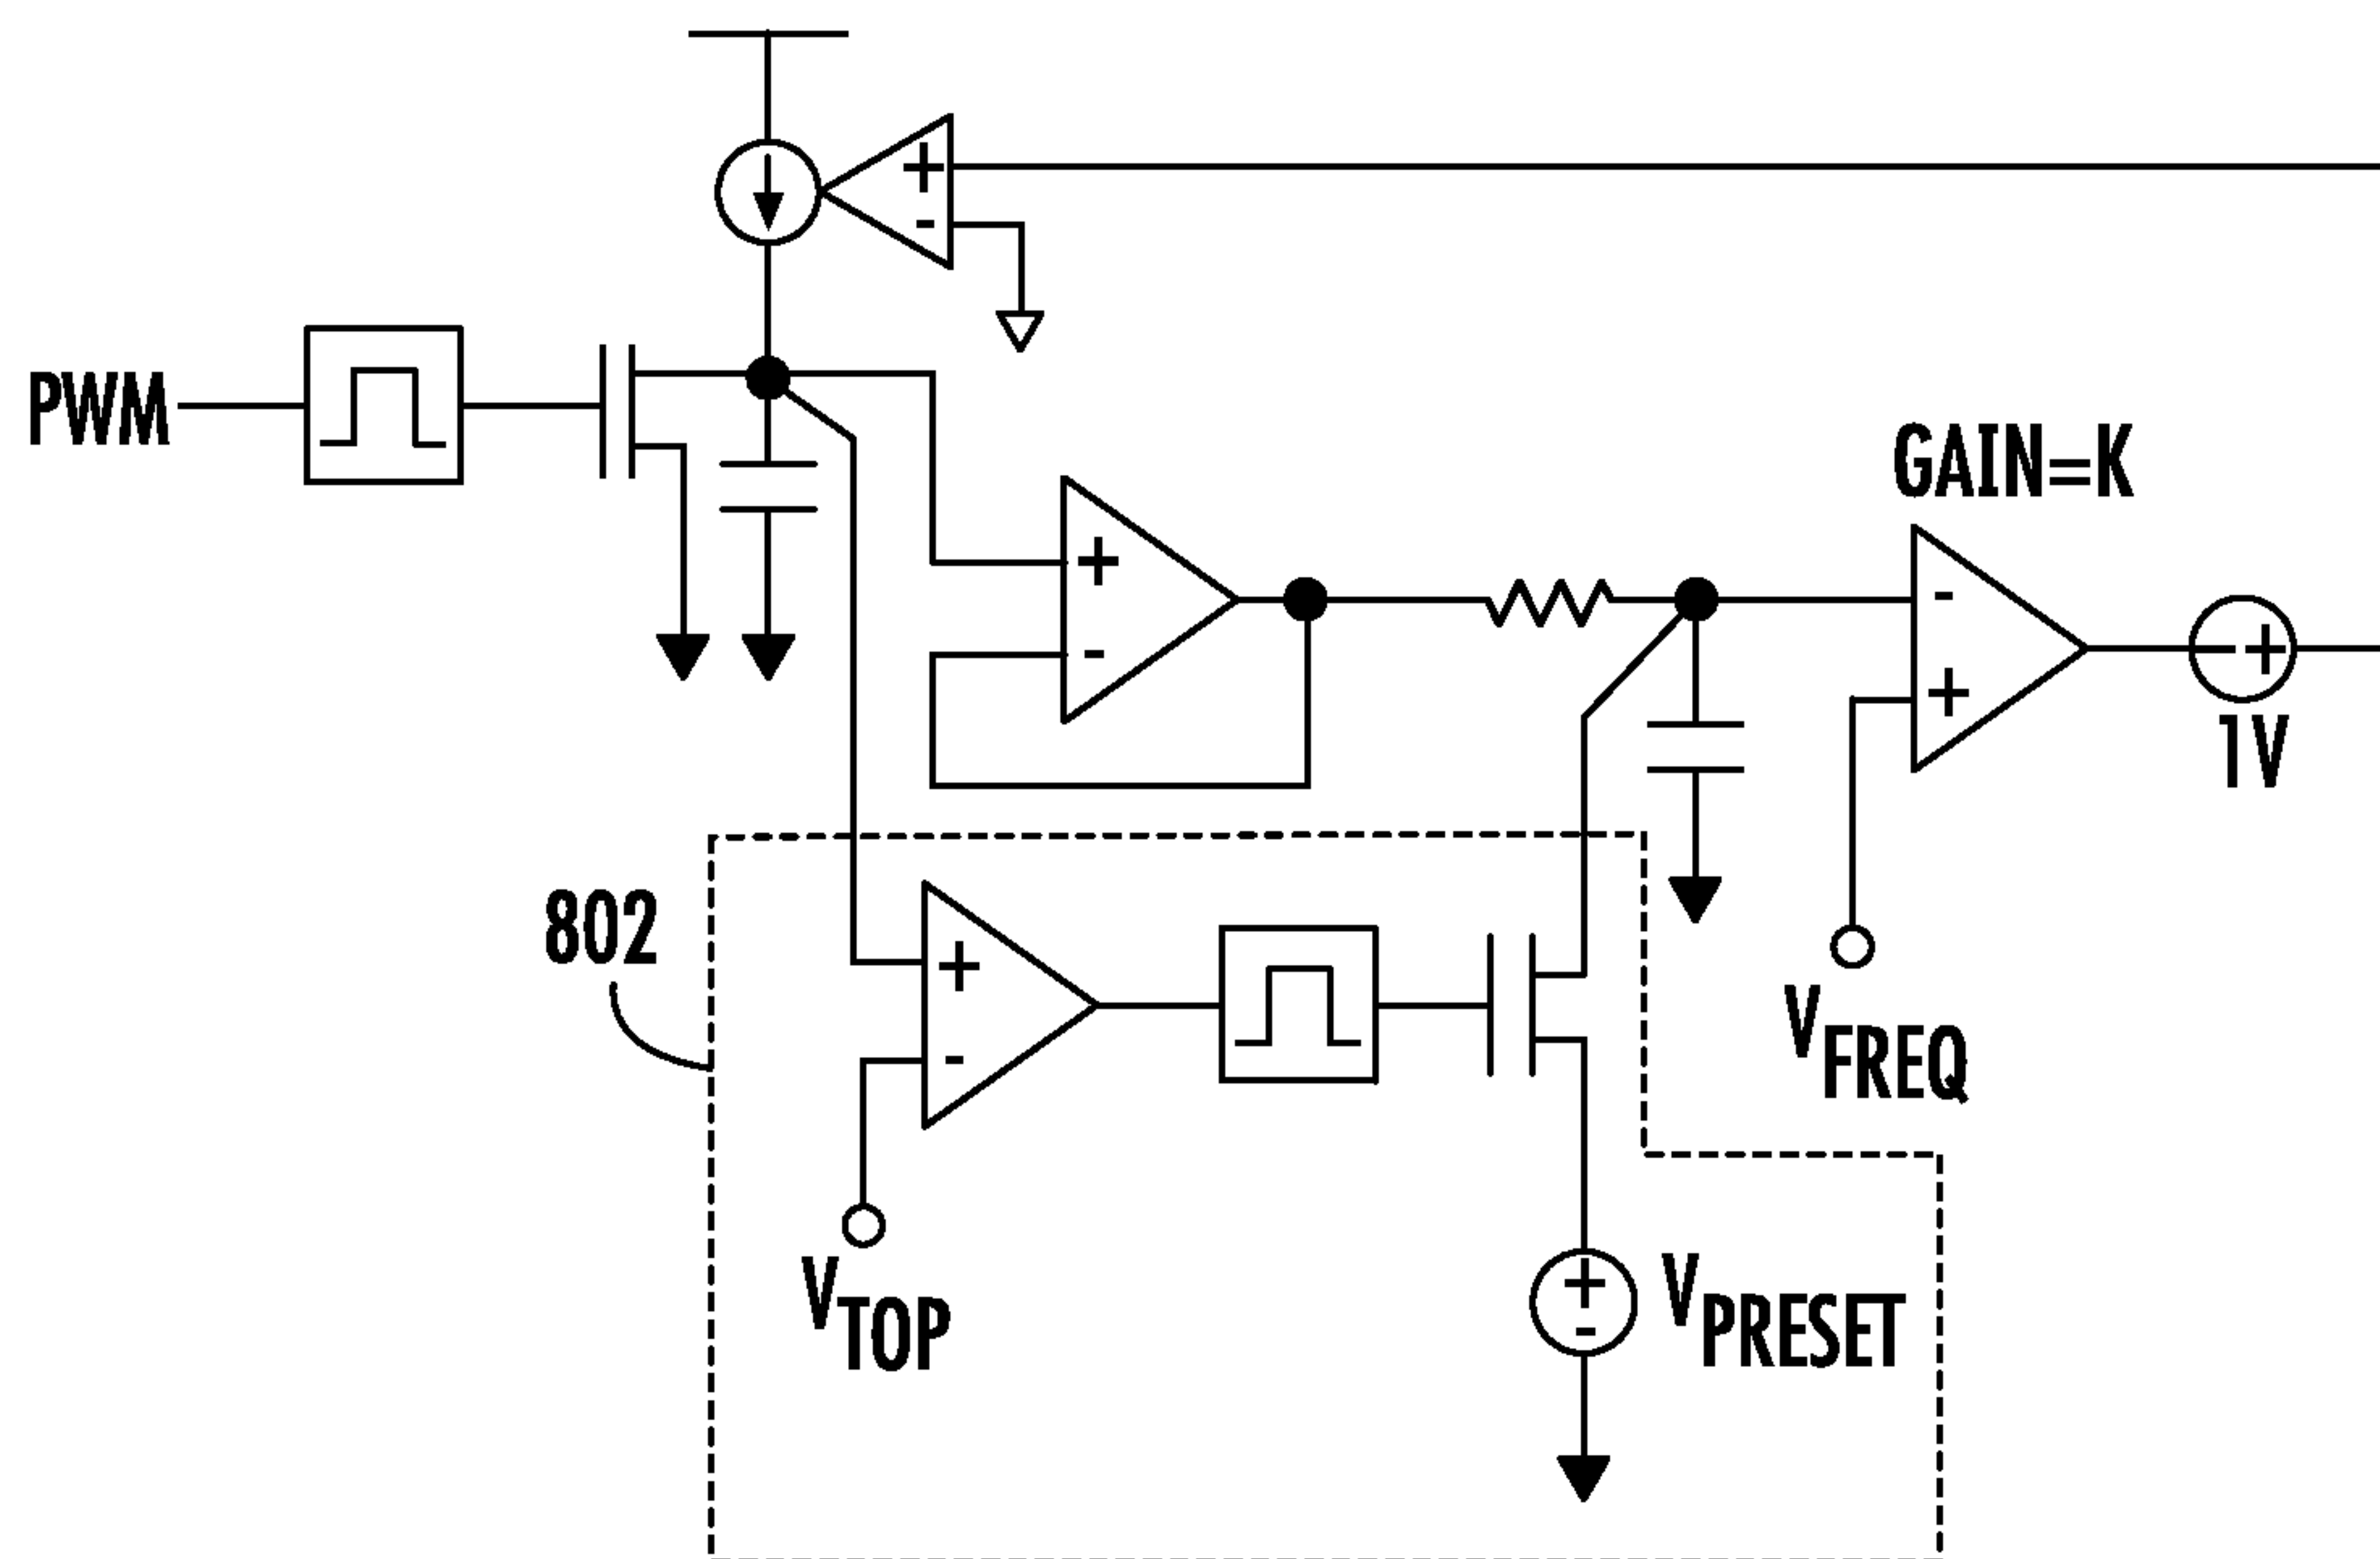 PWM
GAIN=K
1V
802
VFREQ
VTOP
VPRESET